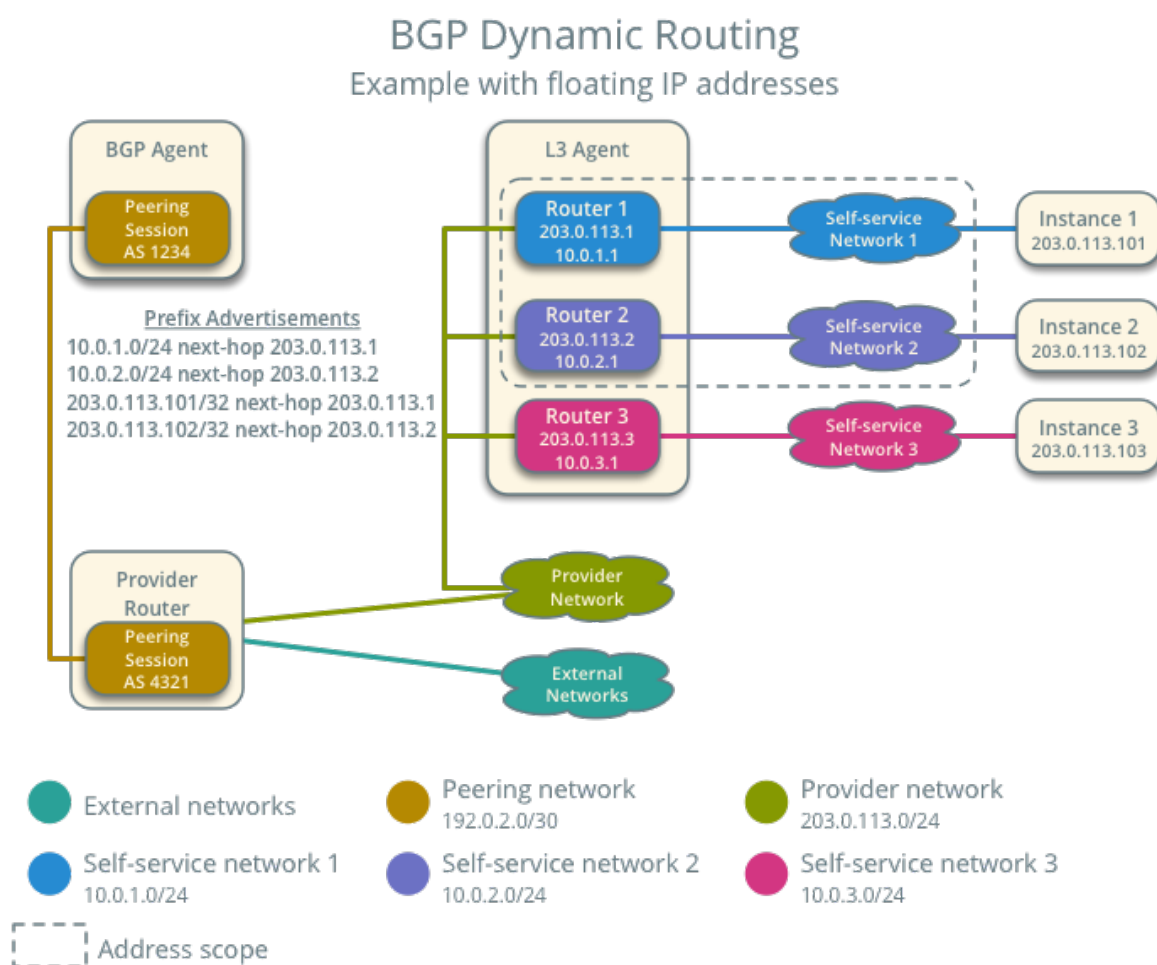 BGP Dynamic Routing
Example with floating IP addresses
BGP Agent
Peering
Session
AS 1234
L3 Agent
Router 1
203.0.113.1
10.0.1.1
Self-service
Network 1
Instance 1
203.0.113.101
Prefix Advertisements
10.0.1.0/24 next-hop 203.0.113.1
10.0.2.0/24 next-hop 203.0.113.2
203.0.113.101/32 next-hop 203.0.113.1
203.0.113.102/32 next-hop 203.0.113.2
Router 2
203.0.113.2
10.0.2.1
Self-service
Network 2
Instance 2
203.0.113.102
Router 3
203.0.113.3
10.0.3.1
Self-service
Network 3
Instance 3
203.0.113.103
Provider
Router
Peering
Session
AS 4321
Provider
Network
External
Networks
External networks
Peering network
192.0.2.0/30
Provider network
203.0.113.0/24
Self-service network 1
10.0.1.0/24
Self-service network 2
10.0.2.0/24
Self-service network 3
10.0.3.0/24
Address scope